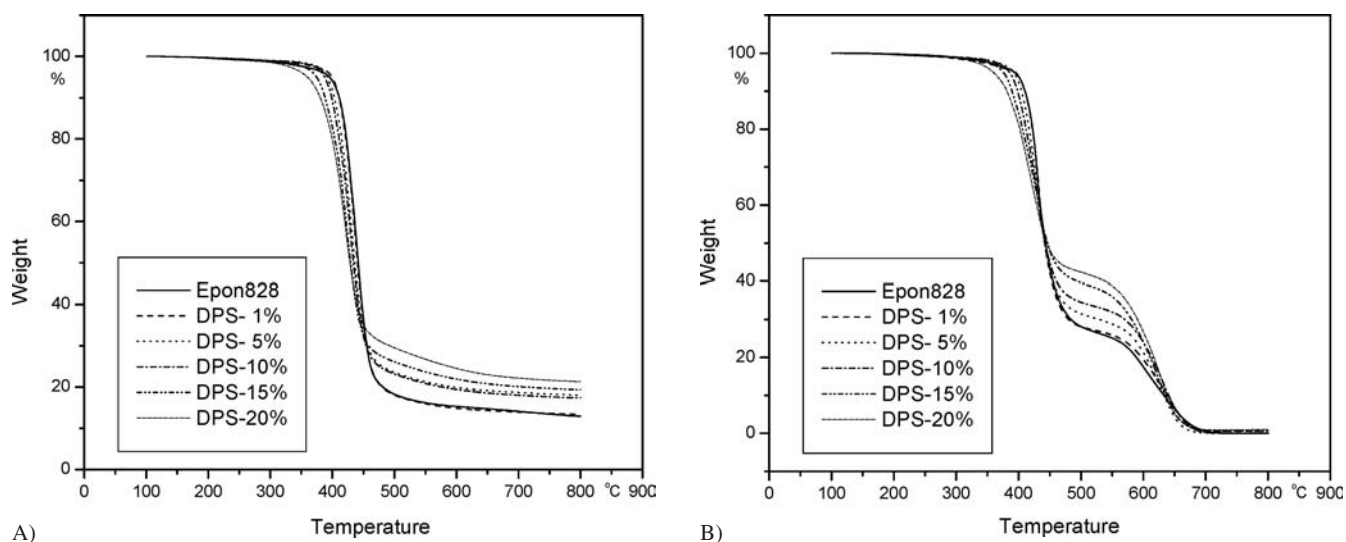 100
%
80
60
40
20
0
Weight
Epon828
DPS- 1%
DPS- 5%
DPS-10%
DPS-15%
DPS-20%
0 100 200 300 400 500 600 700 800 °C 900
Temperature
A)
100
%
80
60
40
20
0
Weight
Epon828
DPS- 1%
DPS- 5%
DPS-10%
DPS-15%
DPS-20%
0 100 200 300 400 500 600 700 800 °C 900
Temperature
B)